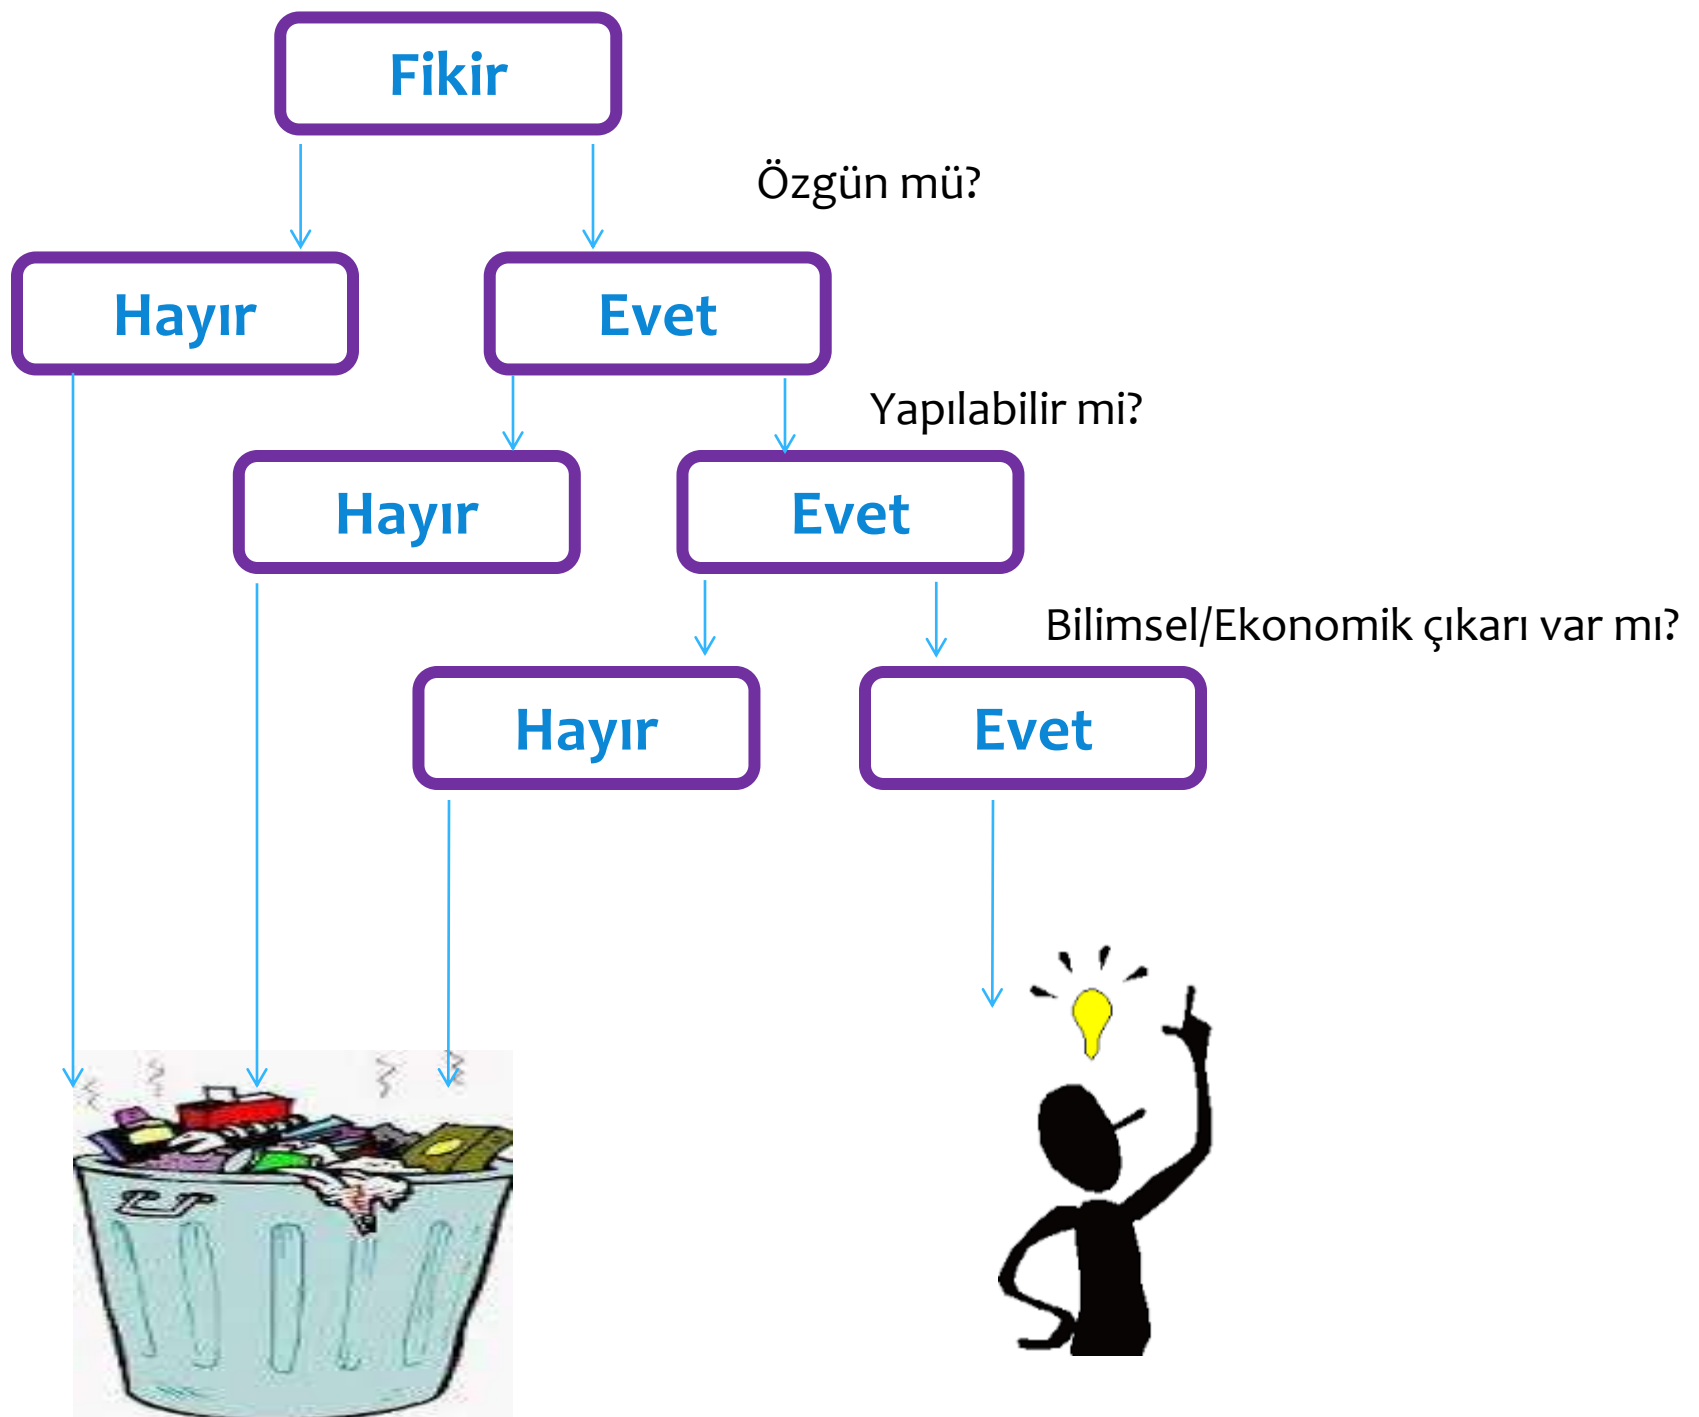 Fikir
Özgün mü?
Hayır
Evet
Yapılabilir mi?
Hayır
Evet
Bilimsel/Ekonomik çıkarı var mı?
Hayır
Evet